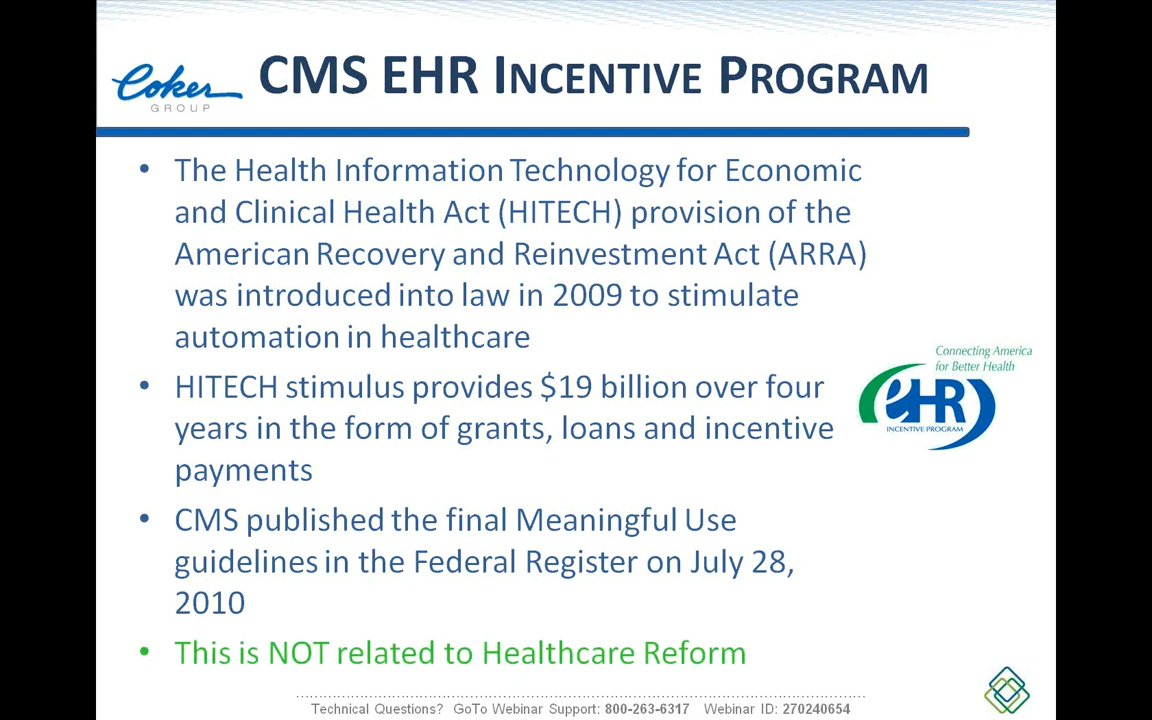 Coker
GROUP
CMS EHR INCENTIVE PROGRAM
• The Health Information Technology for Economic
and Clinical Health Act (HITECH) provision of the
American Recovery and Reinvestment Act (ARRA)
was introduced into law in 2009 to stimulate
automation in healthcare
• HITECH stimulus provides $19 billion over four
years in the form of grants, loans and incentive
payments
• CMS published the final Meaningful Use
guidelines in the Federal Register on July 28,
2010
• This is NOT related to Healthcare Reform
Connecting America
for Better Health
eHR
INCENTIVE PROGRAM
Technical Questions? GoTo Webinar Support: 800-263-6317 Webinar ID: 270240654